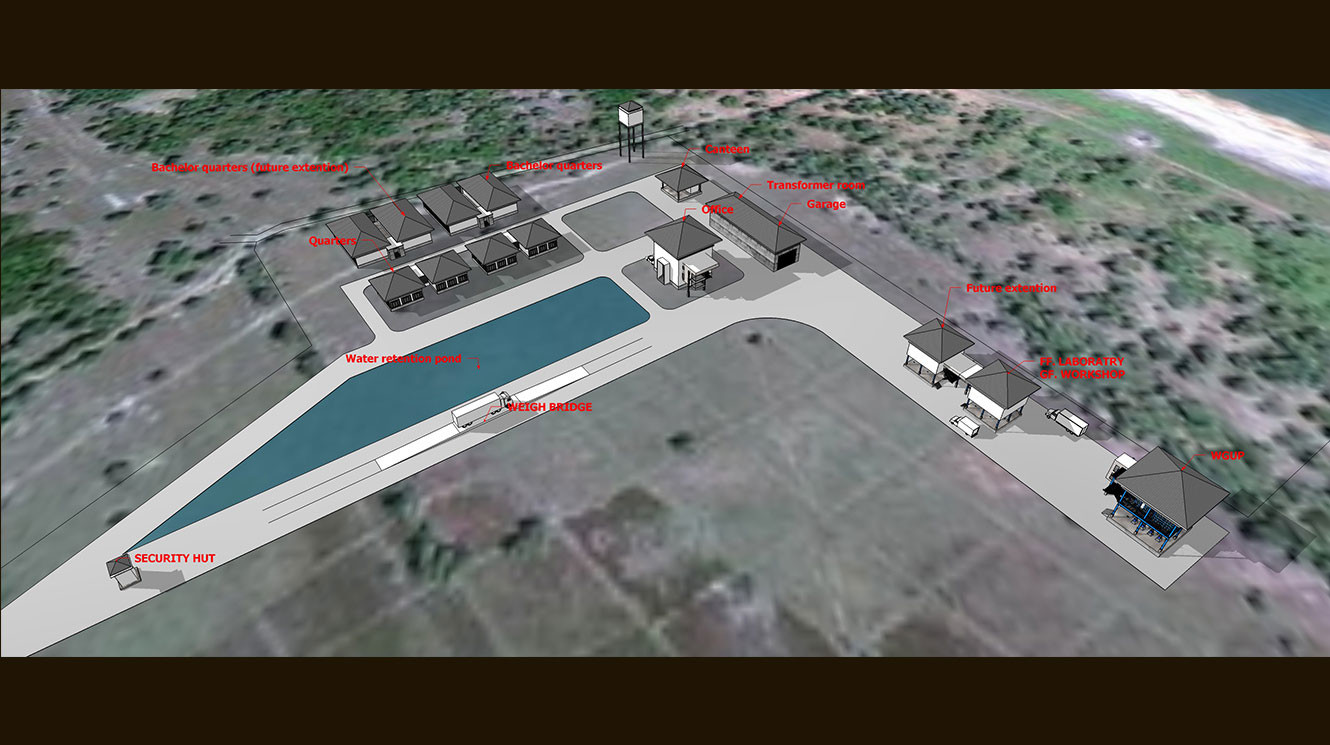 Canteen
Bachelor quarters (future extention)
Bachelor quarters
Transformer room
Garage
Office
Quarters
Future extention
Water retention pond
FF. LABORATRY
GF. WORKSHOP
WEIGH BRIDGE
SECURITY HUT